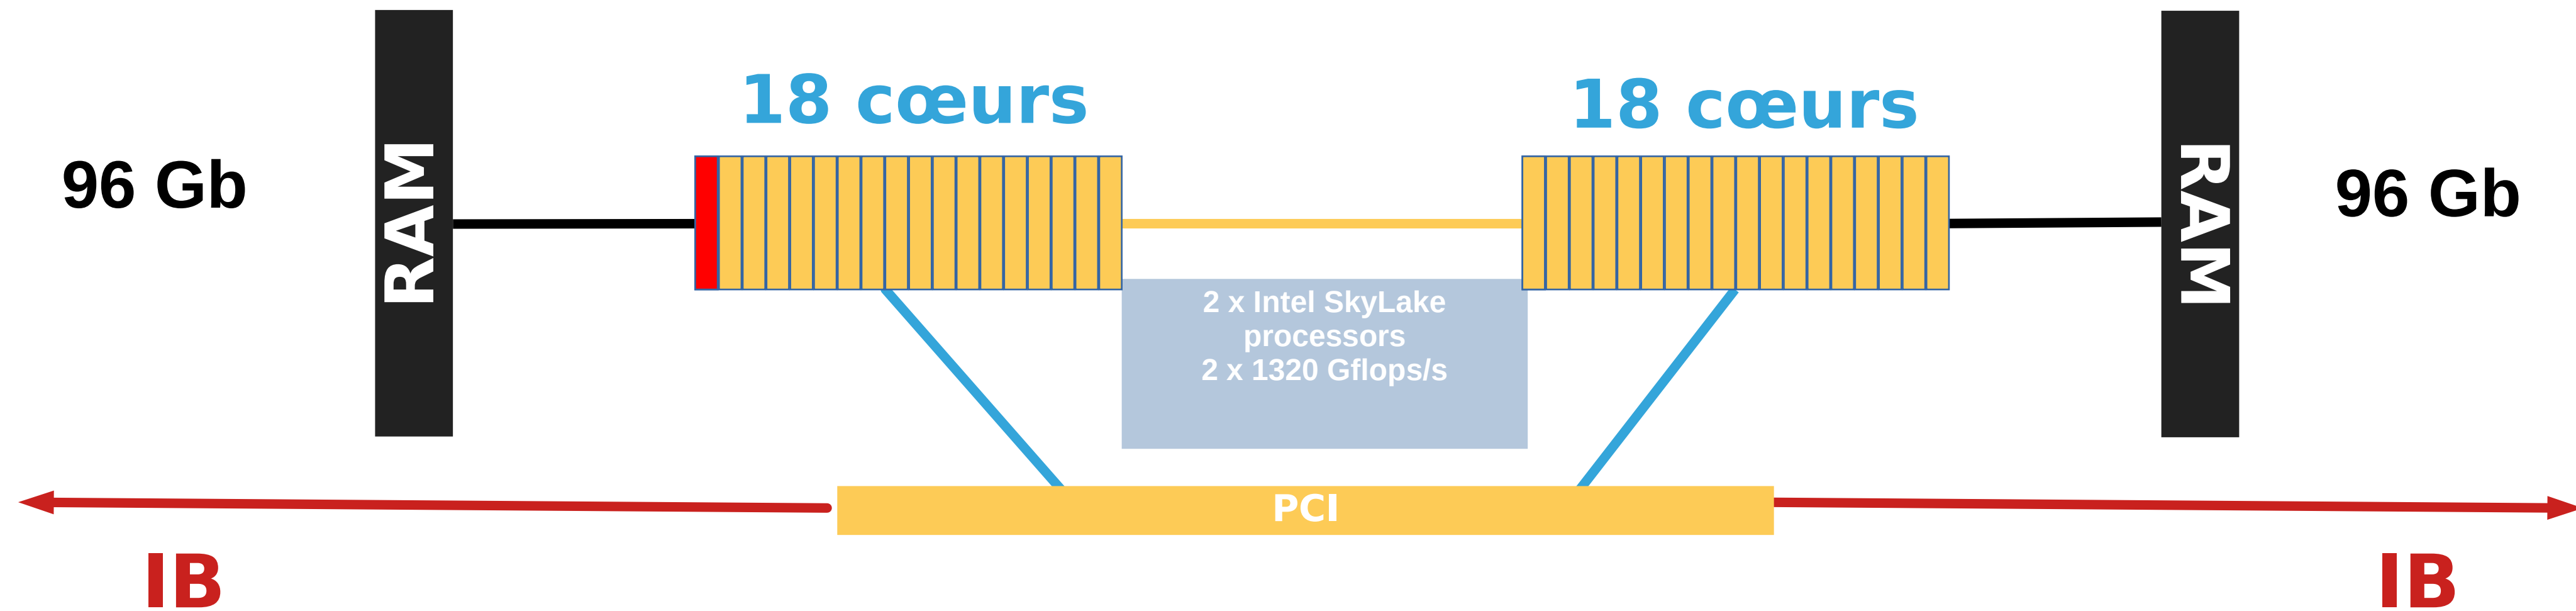 18 cœurs
18 cœurs
96 Gb
RAM
RAM
96 Gb
2 x Intel SkyLake
processors
2 x 1320 Gflops/s
PCI
IB
IB